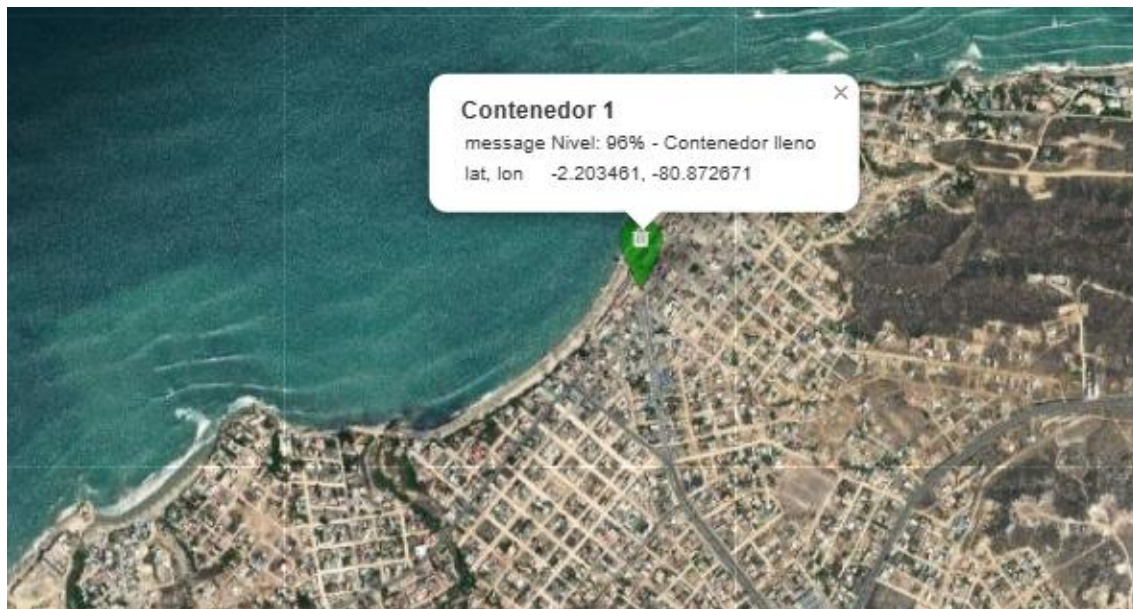 Contenedor 1
message Nivel: 96% - Contenedor lleno
lat, lon -2.203461, -80.872671